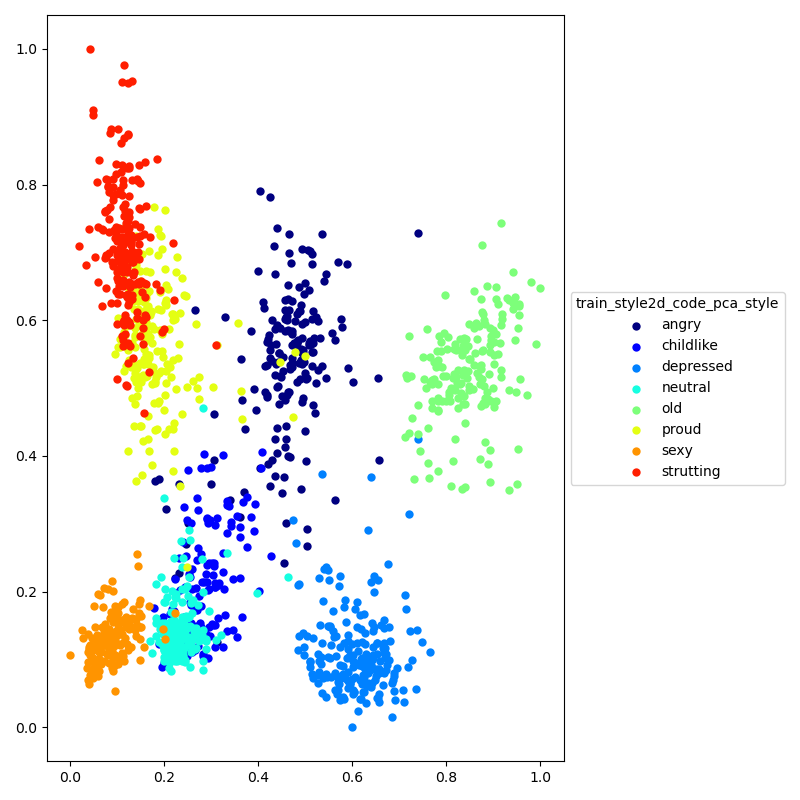 1.0
0.8
0.6
0.4
0.2
0.0
0.0 0.2 0.4 0.6 0.8 1.0
train_style2d_code_pca_style
angry
childlike
depressed
neutral
old
proud
sexy
strutting